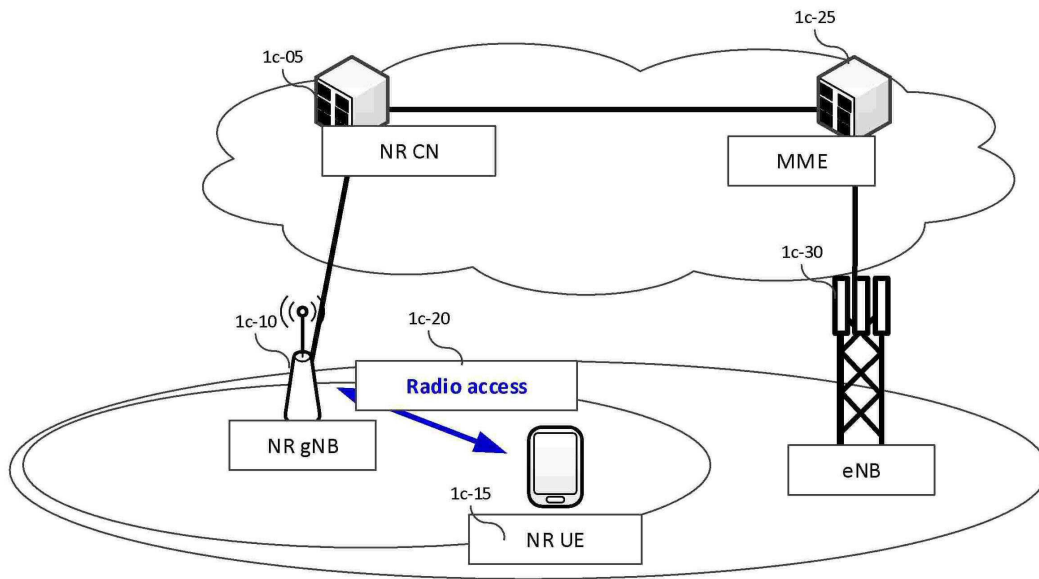 1c-25
1c-05
NR CN
MME
1c-30
1c-10
1c-20
Radio access
NR gNB
eNB
1c-15
NR UE